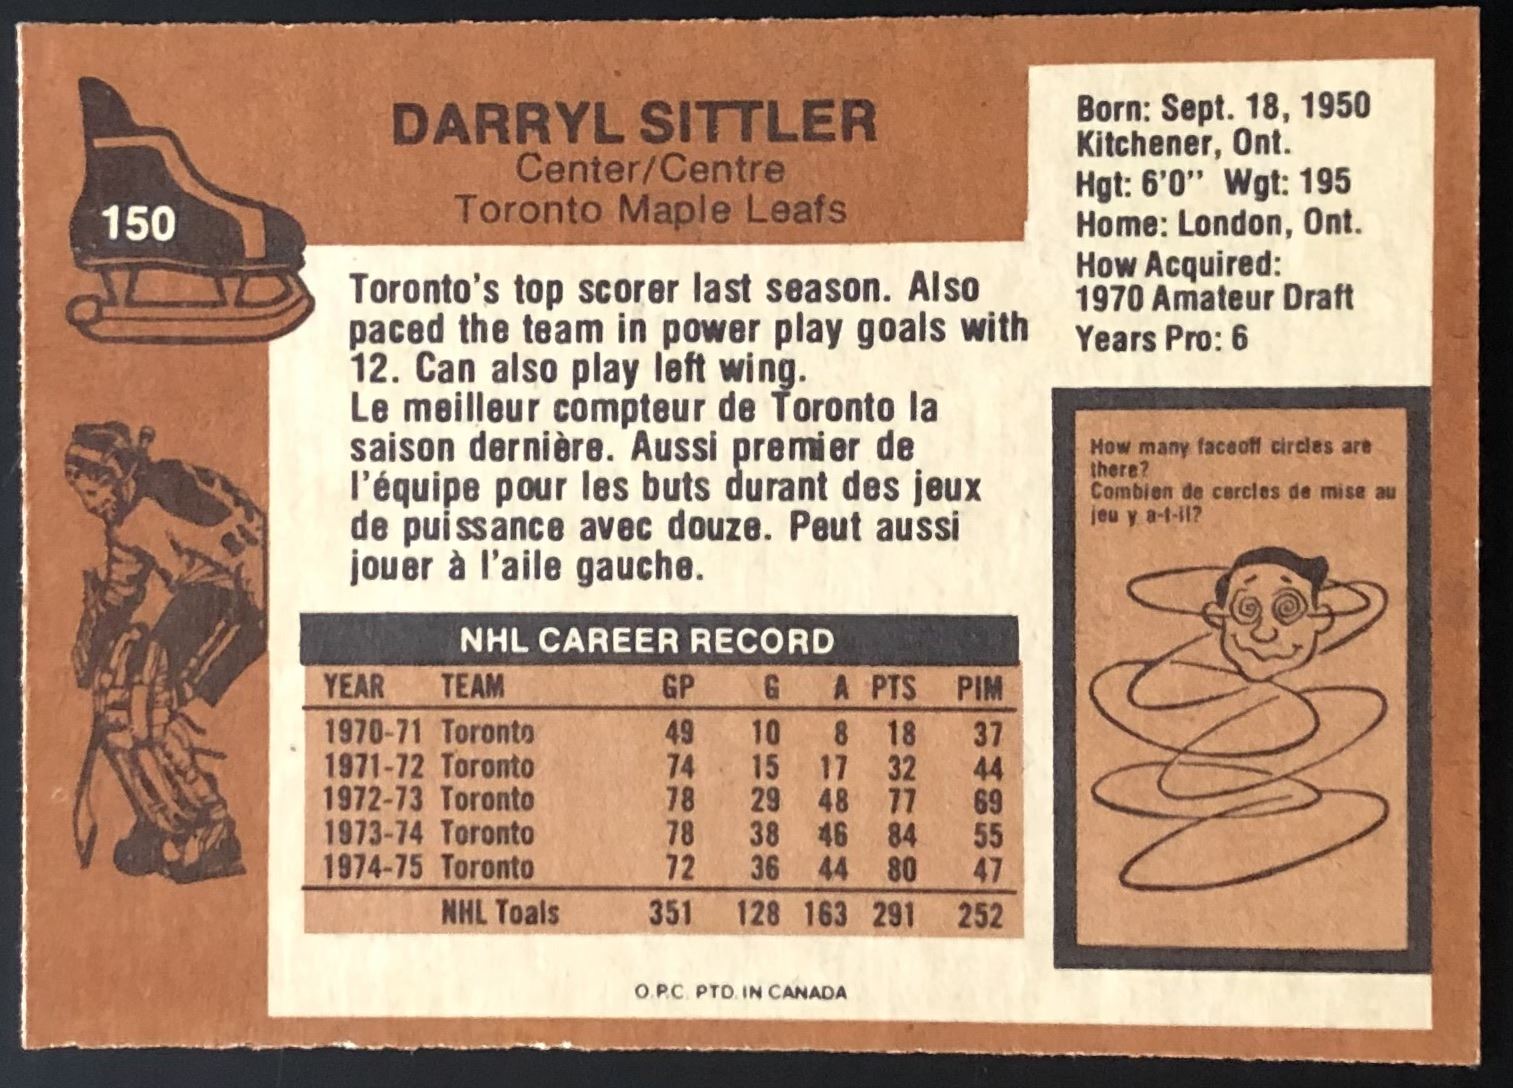 150
DARRYL SITTLER
Center/Centre
Toronto Maple Leafs
Born: Sept. 18, 1950
Kitchener, Ont.
Hgt: 6'0" Wgt: 195
Home: London, Ont.
How Acquired:
1970 Amateur Draft
Years Pro: 6
Toronto's top scorer last season. Also
paced the team in power play goals with
12. Can also play left wing.
Le meilleur compteur de Toronto la
saison dernière. Aussi premier de
l'équipe pour les buts durant des jeux
de puissance avec douze. Peut aussi
jouer à l'aile gauche.
How many faceoff circles are
there?
Combien de cercles de mise au
jeu y a-t-il?
NHL CAREER RECORD
YEAR TEAM GP G A PTS PIM
1970-71 Toronto 49 10 8 18 37
1971-72 Toronto 74 15 17 32 44
1972-73 Toronto 78 29 48 77 69
1973-74 Toronto 78 38 46 84 55
1974-75 Toronto 72 36 44 80 47
NHL Toals 351 128 163 291 252
O.P.C. PTD. IN CANADA